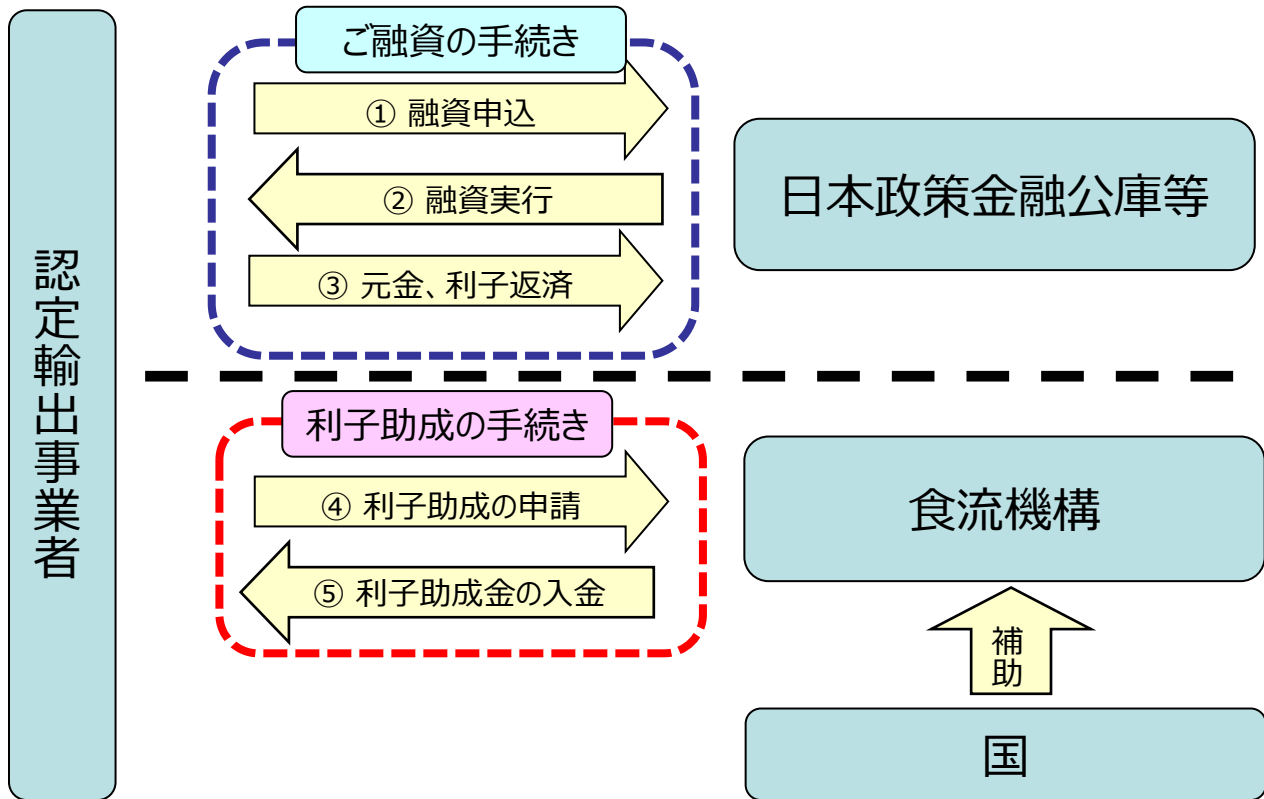 認定輸出事業者
ご融資の手続き
① 融資申込
② 融資実行
③ 元金、利子返済
日本政策金融公庫等
利子助成の手続き
④ 利子助成の申請
⑤ 利子助成金の入金
食流機構
補助
国